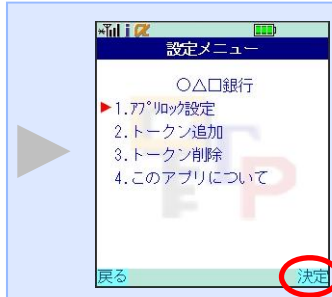 設定メニュー
○△□銀行
1.アプリロック設定
2.トークン追加
3.トークン削除
4.このアプリについて
戻る 決定